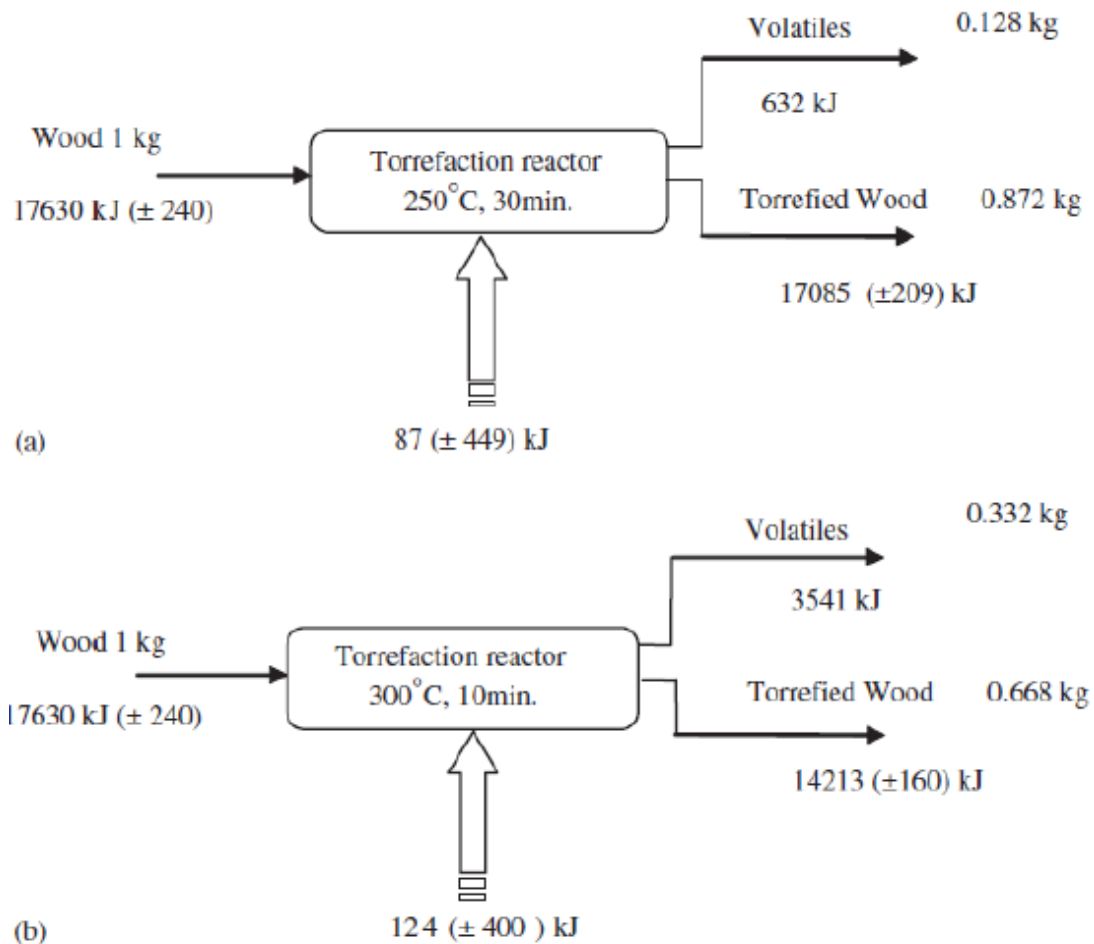 Volatiles 0.128 kg
632 kJ
Wood 1 kg
17630 kJ (± 240)
Torrefaction reactor
250°C, 30min.
Torrefied Wood 0.872 kg
17085 (±209) kJ
87 (± 449) kJ
(a)
Volatiles 0.332 kg
3541 kJ
Wood 1 kg
17630 kJ (± 240)
Torrefaction reactor
300°C, 10min.
Torrefied Wood 0.668 kg
14213 (±160) kJ
124 (± 400 ) kJ
(b)